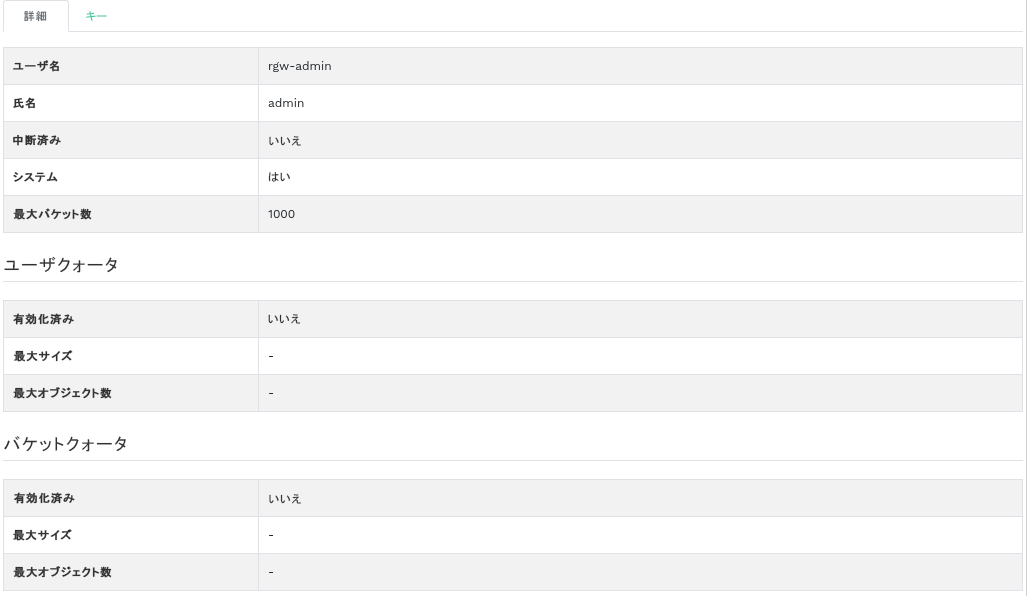 詳細 キー
ユーザ名 rgw-admin
氏名 admin
中断済み いいえ
システム はい
最大バケット数 1000
ユーザクォータ
有効化済み いいえ
最大サイズ -
最大オブジェクト数 -
バケットクォータ
有効化済み いいえ
最大サイズ -
最大オブジェクト数 -